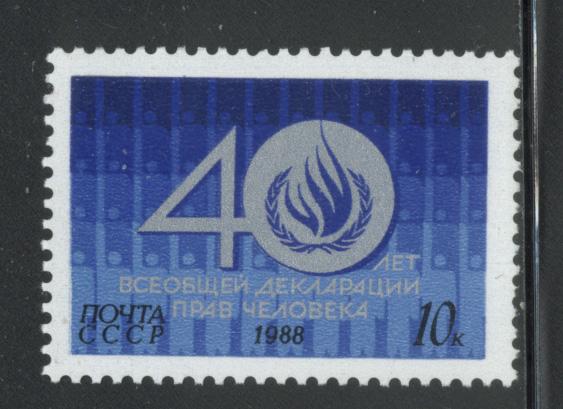 40
ЛЕТ
ВСЕОБЩЕЙ ДЕКЛАРАЦИИ
ПРАВ ЧЕЛОВЕКА
ПОЧТА
СССР
1988
10к